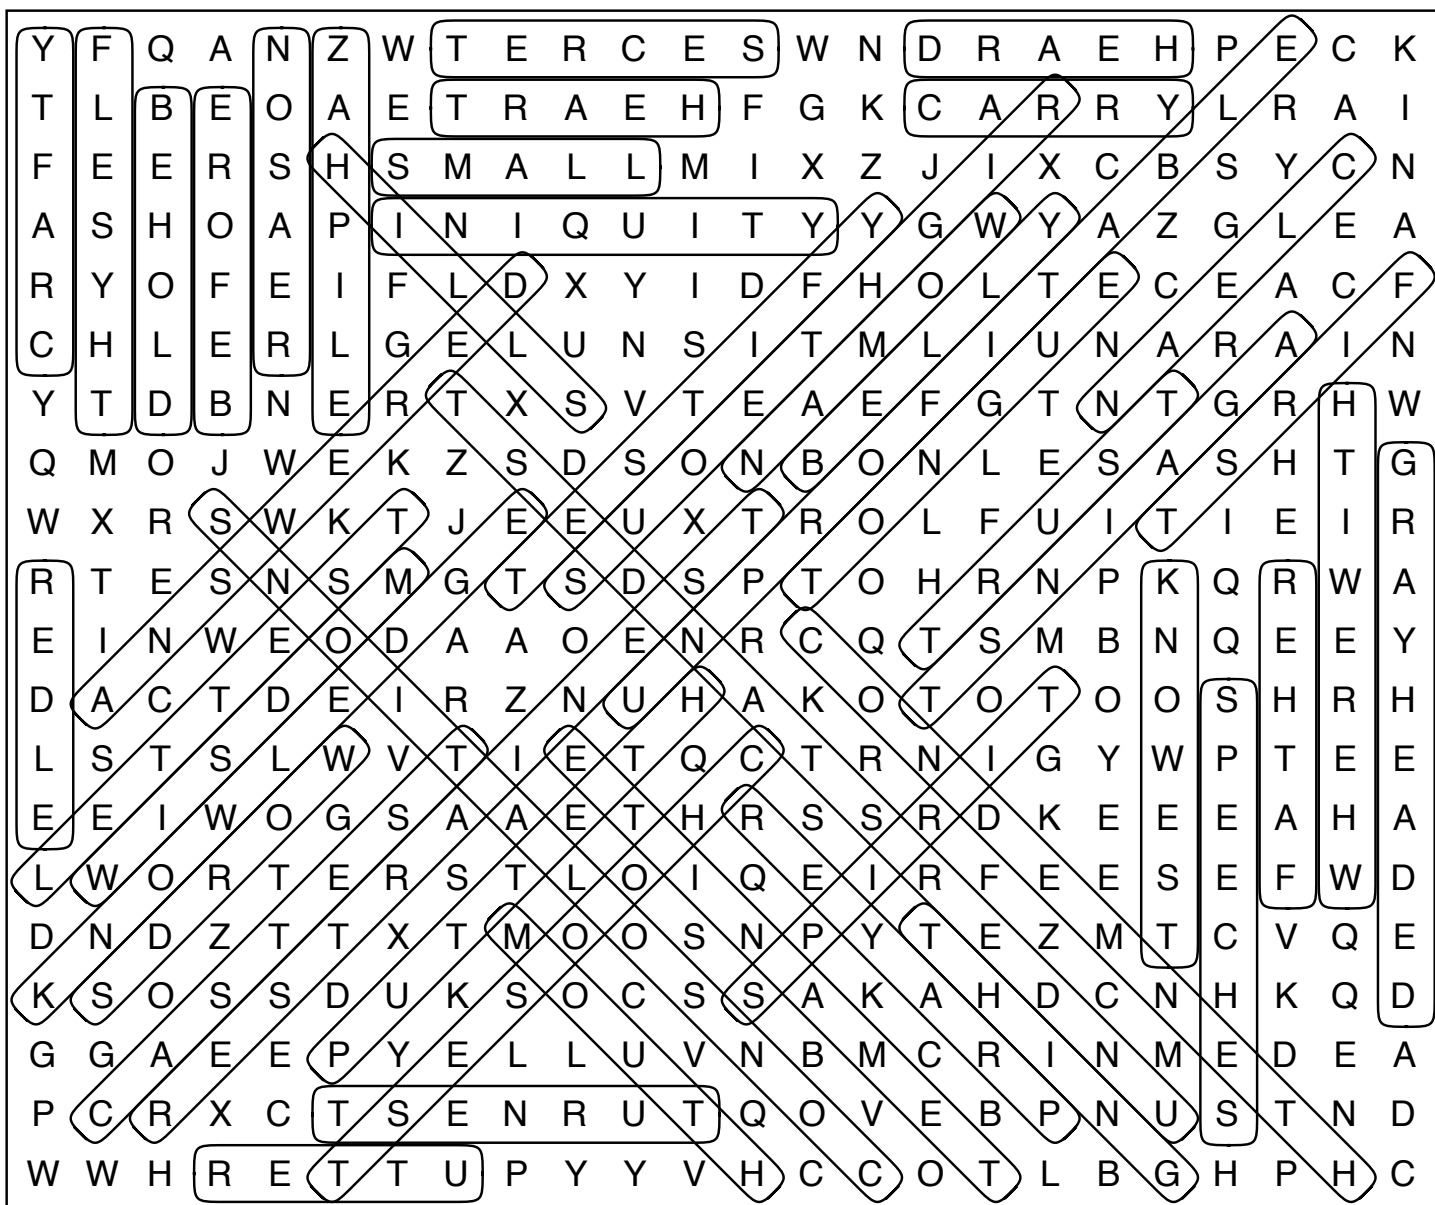 Y F Q A N Z W T E R C E S W N D R A E H P E C K
T L B E O A E T R A E H F G K C A R R Y L R A I
F E E R S H S M A L L M I X Z J I X C B S Y C N
A S H O A P I N I Q U I T Y Y G W Y A Z G L E A
R Y O F E I F L D X Y I D F H O L T E C E A C F
C H L E R L G E L U N S I T M L I U N A R A I N
Y T D B N E R T X S V T E A E F G T N T G R H W
Q M O J W E K Z S D S O N B O N L E S A S H T G
W X R S W K T J E E U X T R O L F U I T I E I R
R T E S N S M G T S D S P T O H R N P K Q R W A
E I N W E O D A A O E N R C Q T S M B N Q E E Y
D A C T D E I R Z N U H A K O T O T O O S H R H
L S T S L W V T I E T Q C T R N I G Y W P T E E
E E I W O G S A A E T H R S S R D K E E E A H A
L W O R T E R S T L O I Q E I R F E E S E F W D
D N D Z T T X T M O O S N P Y T E Z M T C V Q E
K S O S S D U K S O C S S A K A H D C N H K Q D
G G A E E P Y E L L U V N B M C R I N M E D E A
P C R X C T S E N R U T Q O V E B P N U S T N D
W W H R E T T U P Y Y V H C C O T L B G H P H C